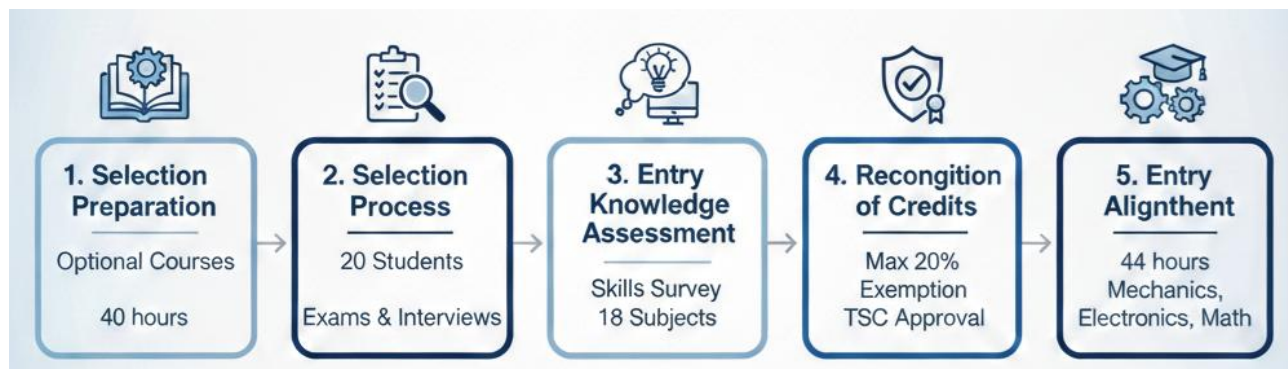 1. Selection
Preparation
Optional Courses
40 hours
2. Selection
Process
20 Students
Exams & Interviews
3. Entry
Knowledge
Assessment
Skills Survey
18 Subjects
4. Recongition
of Credits
Max 20%
Exemption
TSC Approval
5. Entry
Alignthent
44 hours
Mechanics,
Electronics, Math